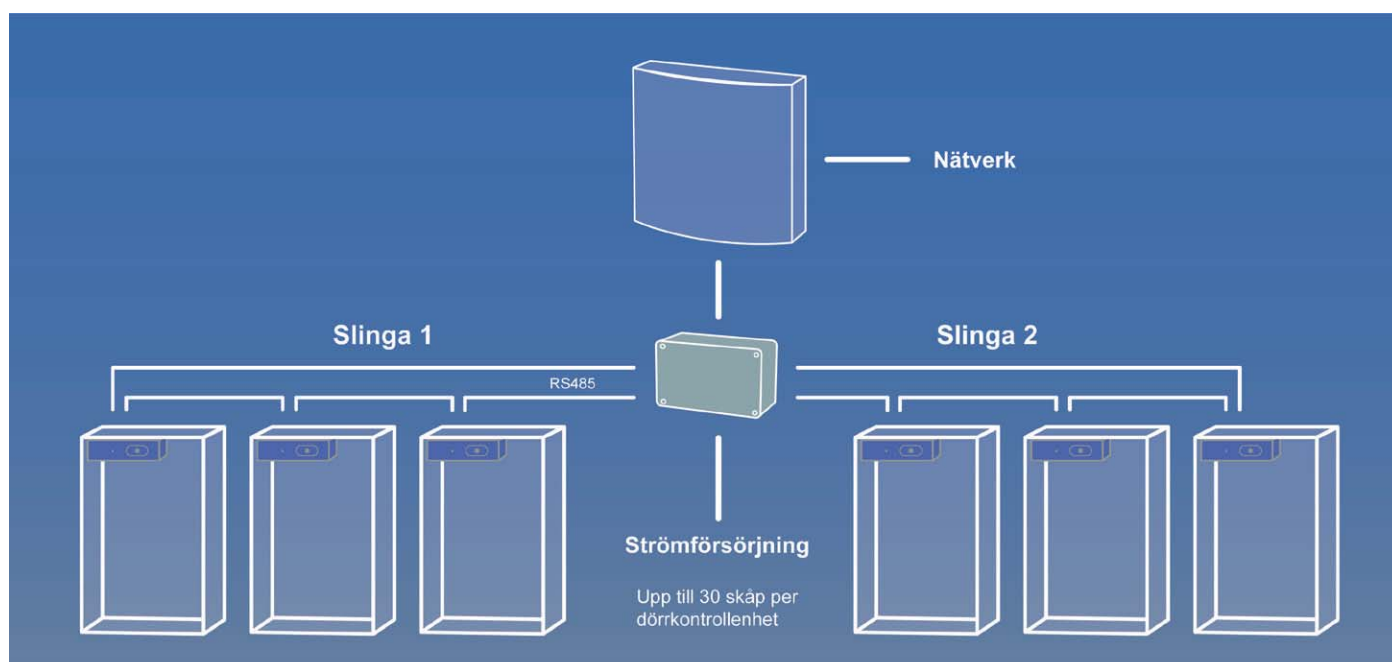 Nätverk
Slinga 1
Slinga 2
RS485
Strömförsörjning
Upp till 30 skåp per
dörrkontrollenhet